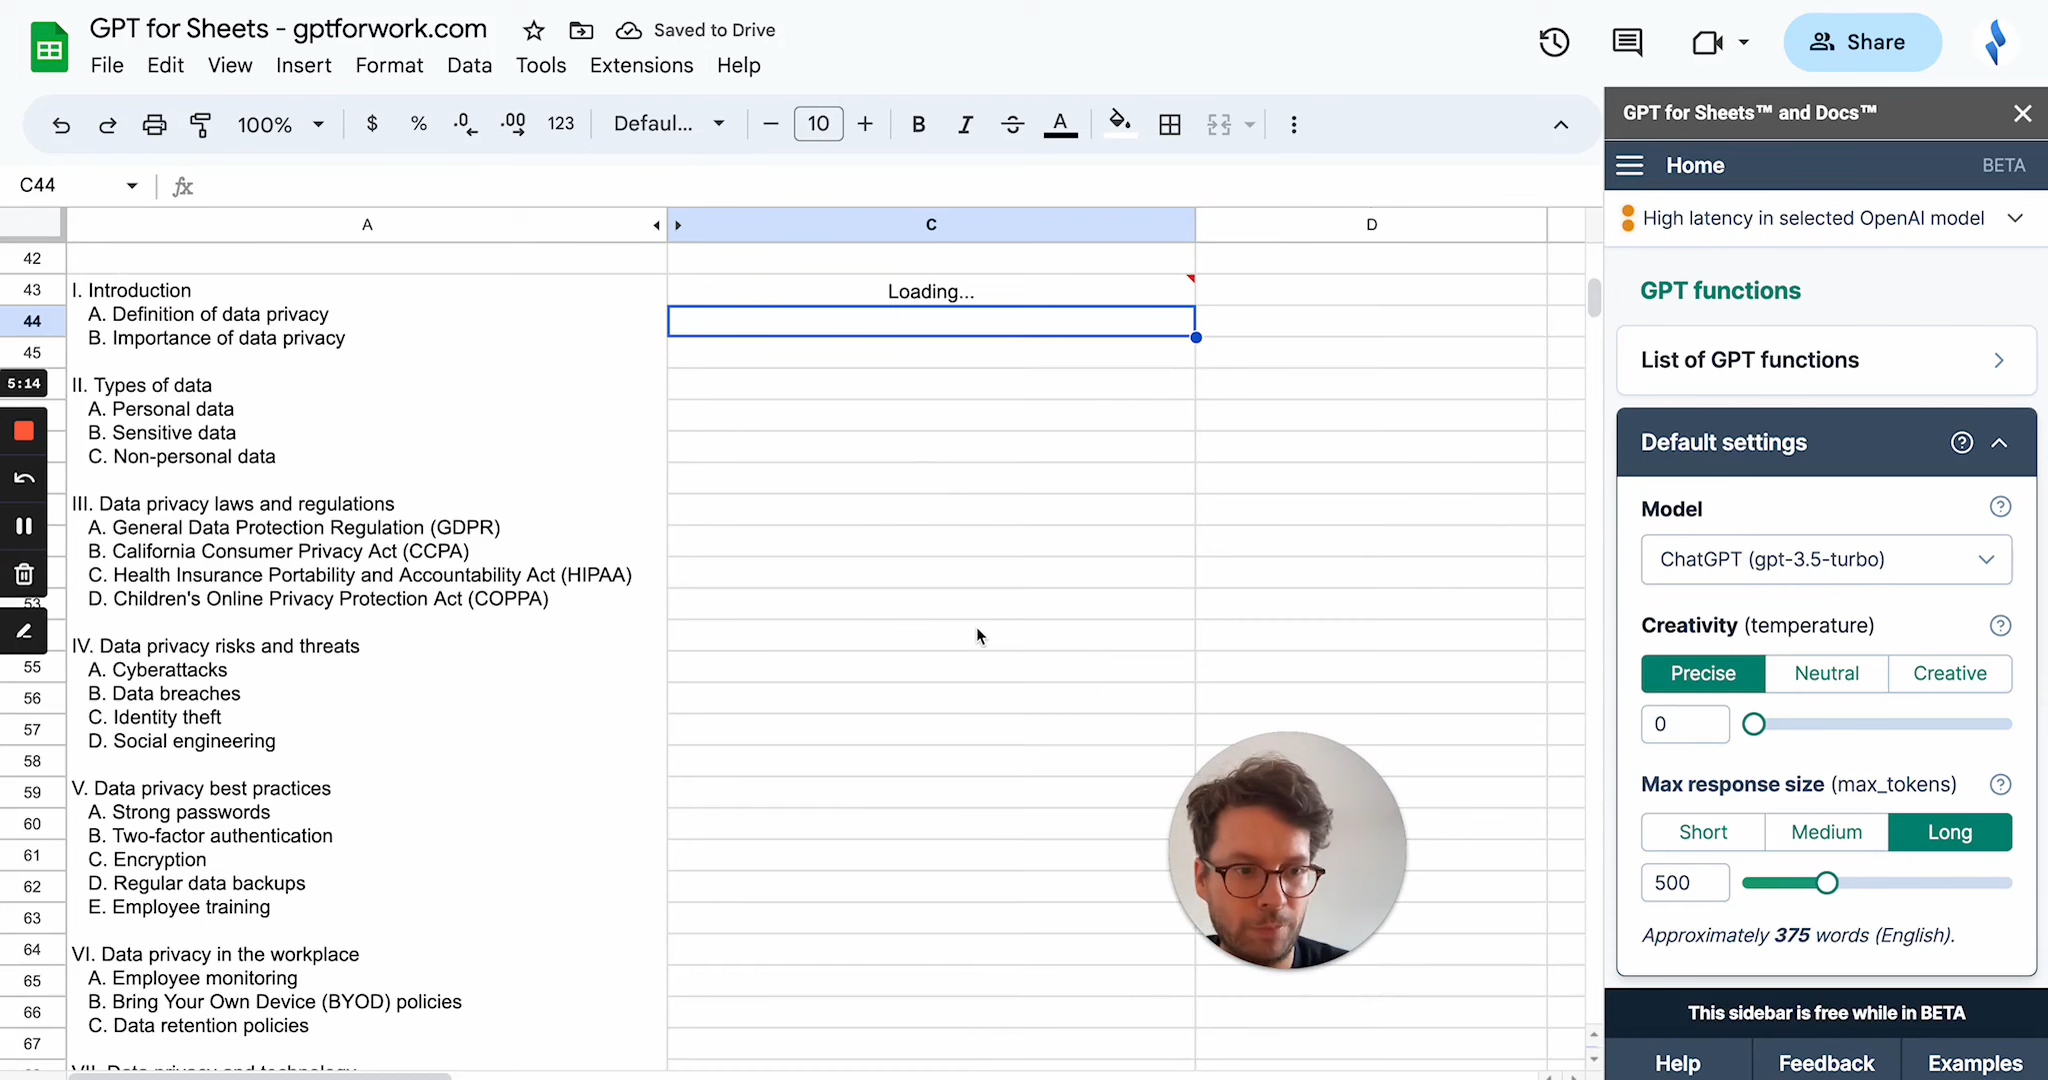 GPT for Sheets - gptforwork.com
Saved to Drive
File Edit View Insert Format Data Tools Extensions Help
Share
100% $ % .0 .00 123 Defaul... − 10 + B I A
C44 fx
A C D
42
43
44
45
53
55
56
57
58
59
60
61
62
63
64
65
66
67
5:14
I. Introduction
A. Definition of data privacy
B. Importance of data privacy
II. Types of data
A. Personal data
B. Sensitive data
C. Non-personal data
III. Data privacy laws and regulations
A. General Data Protection Regulation (GDPR)
B. California Consumer Privacy Act (CCPA)
C. Health Insurance Portability and Accountability Act (HIPAA)
D. Children's Online Privacy Protection Act (COPPA)
IV. Data privacy risks and threats
A. Cyberattacks
B. Data breaches
C. Identity theft
D. Social engineering
V. Data privacy best practices
A. Strong passwords
B. Two-factor authentication
C. Encryption
D. Regular data backups
E. Employee training
VI. Data privacy in the workplace
A. Employee monitoring
B. Bring Your Own Device (BYOD) policies
C. Data retention policies
VII. Data privacy and technology
Loading...
GPT for Sheets™ and Docs™
Home BETA
High latency in selected OpenAI model
GPT functions
List of GPT functions
Default settings
Model
ChatGPT (gpt-3.5-turbo)
Creativity (temperature)
Precise Neutral Creative
0
Max response size (max_tokens)
Short Medium Long
500
Approximately 375 words (English).
This sidebar is free while in BETA
Help Feedback Examples